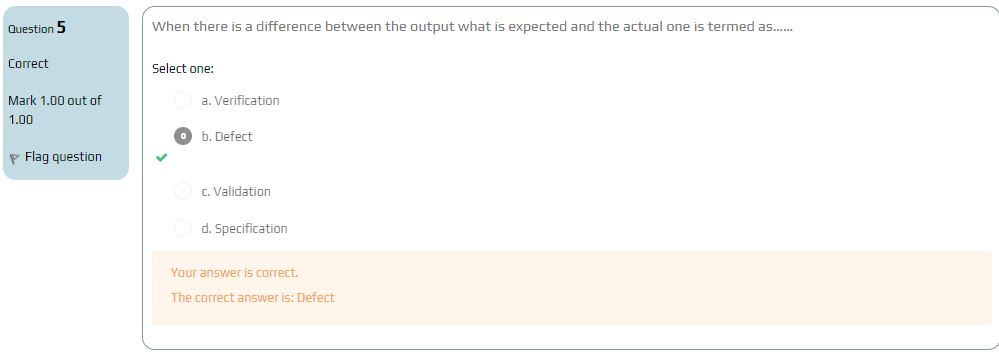 Question 5
Correct
Mark 1.00 out of
1.00
Flag question
When there is a difference between the output what is expected and the actual one is termed as......
Select one:
a. Verification
b. Defect
c. Validation
d. Specification
Your answer is correct.
The correct answer is: Defect